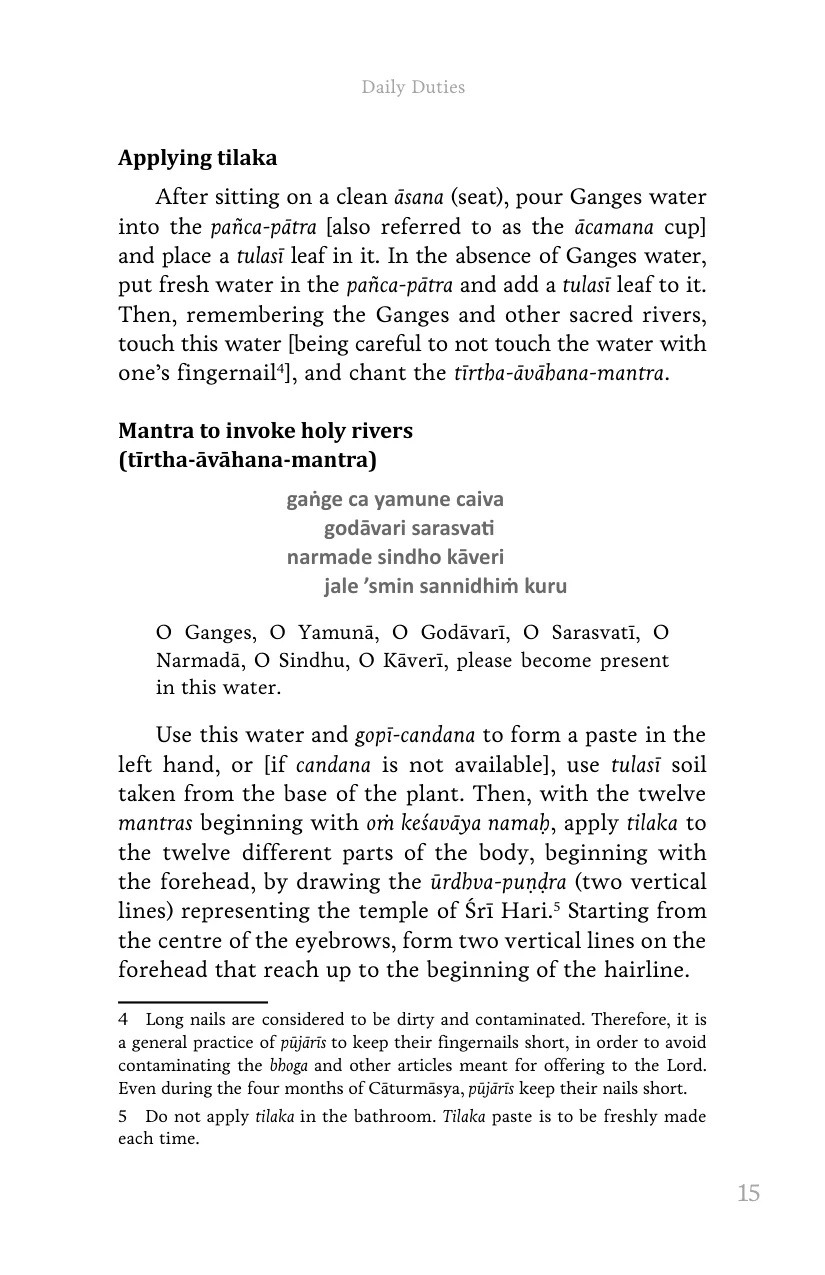 Daily Duties
Applying tilaka
After sitting on a clean āsana (seat), pour Ganges water
into the pañca-pātra [also referred to as the ācamana cup]
and place a tulasī leaf in it. In the absence of Ganges water,
put fresh water in the pañca-pātra and add a tulasī leaf to it.
Then, remembering the Ganges and other sacred rivers,
touch this water [being careful to not touch the water with
one’s fingernail⁴], and chant the tīrtha-āvāhana-mantra.
Mantra to invoke holy rivers
(tīrtha-āvāhana-mantra)
gaṅge ca yamune caiva
godāvari sarasvati
narmade sindho kāveri
jale ’smin sannidhiṁ kuru
O Ganges, O Yamunā, O Godāvarī, O Sarasvatī, O
Narmadā, O Sindhu, O Kāverī, please become present
in this water.
Use this water and gopī-candana to form a paste in the
left hand, or [if candana is not available], use tulasī soil
taken from the base of the plant. Then, with the twelve
mantras beginning with oṁ keśavāya namaḥ, apply tilaka to
the twelve different parts of the body, beginning with
the forehead, by drawing the ūrdhva-puṇḍra (two vertical
lines) representing the temple of Śrī Hari.⁵ Starting from
the centre of the eyebrows, form two vertical lines on the
forehead that reach up to the beginning of the hairline.
4 Long nails are considered to be dirty and contaminated. Therefore, it is
a general practice of pūjārīs to keep their fingernails short, in order to avoid
contaminating the bhoga and other articles meant for offering to the Lord.
Even during the four months of Cāturmāsya, pūjārīs keep their nails short.
5 Do not apply tilaka in the bathroom. Tilaka paste is to be freshly made
each time.
15